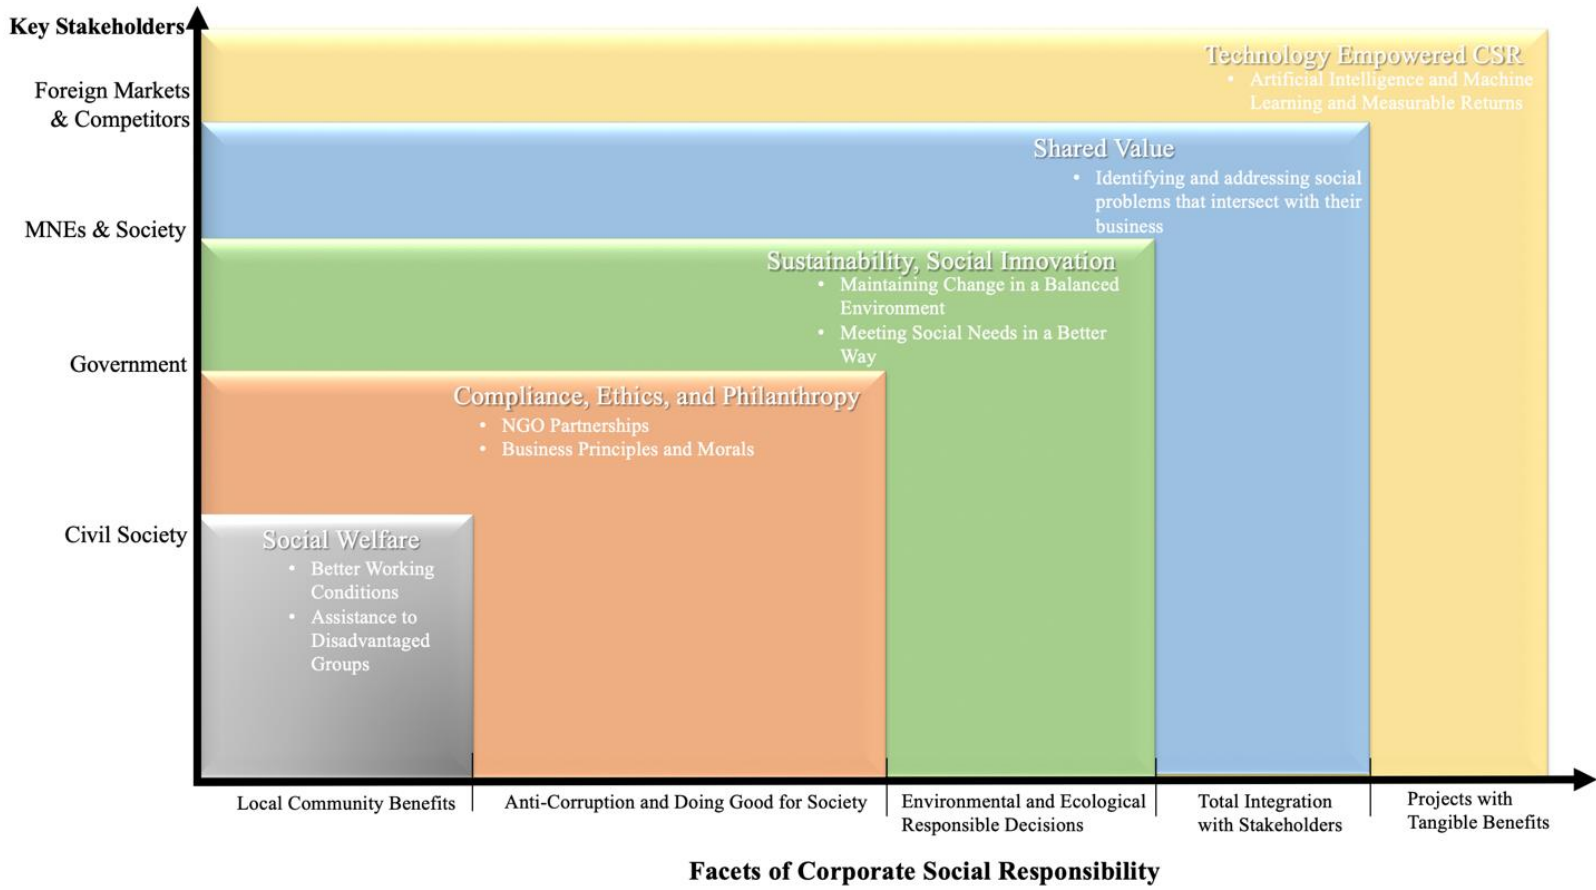 Key Stakeholders
Foreign Markets
& Competitors
MNEs & Society
Government
Civil Society
Technology Empowered CSR
• Artificial Intelligence and Machine
Learning and Measurable Returns
Shared Value
• Identifying and addressing social
problems that intersect with their
business
Sustainability, Social Innovation
• Maintaining Change in a Balanced
Environment
• Meeting Social Needs in a Better
Way
Compliance, Ethics, and Philanthropy
• NGO Partnerships
• Business Principles and Morals
Social Welfare
• Better Working
Conditions
• Assistance to
Disadvantaged
Groups
Local Community Benefits
Anti-Corruption and Doing Good for Society
Environmental and Ecological
Responsible Decisions
Total Integration
with Stakeholders
Projects with
Tangible Benefits
Facets of Corporate Social Responsibility